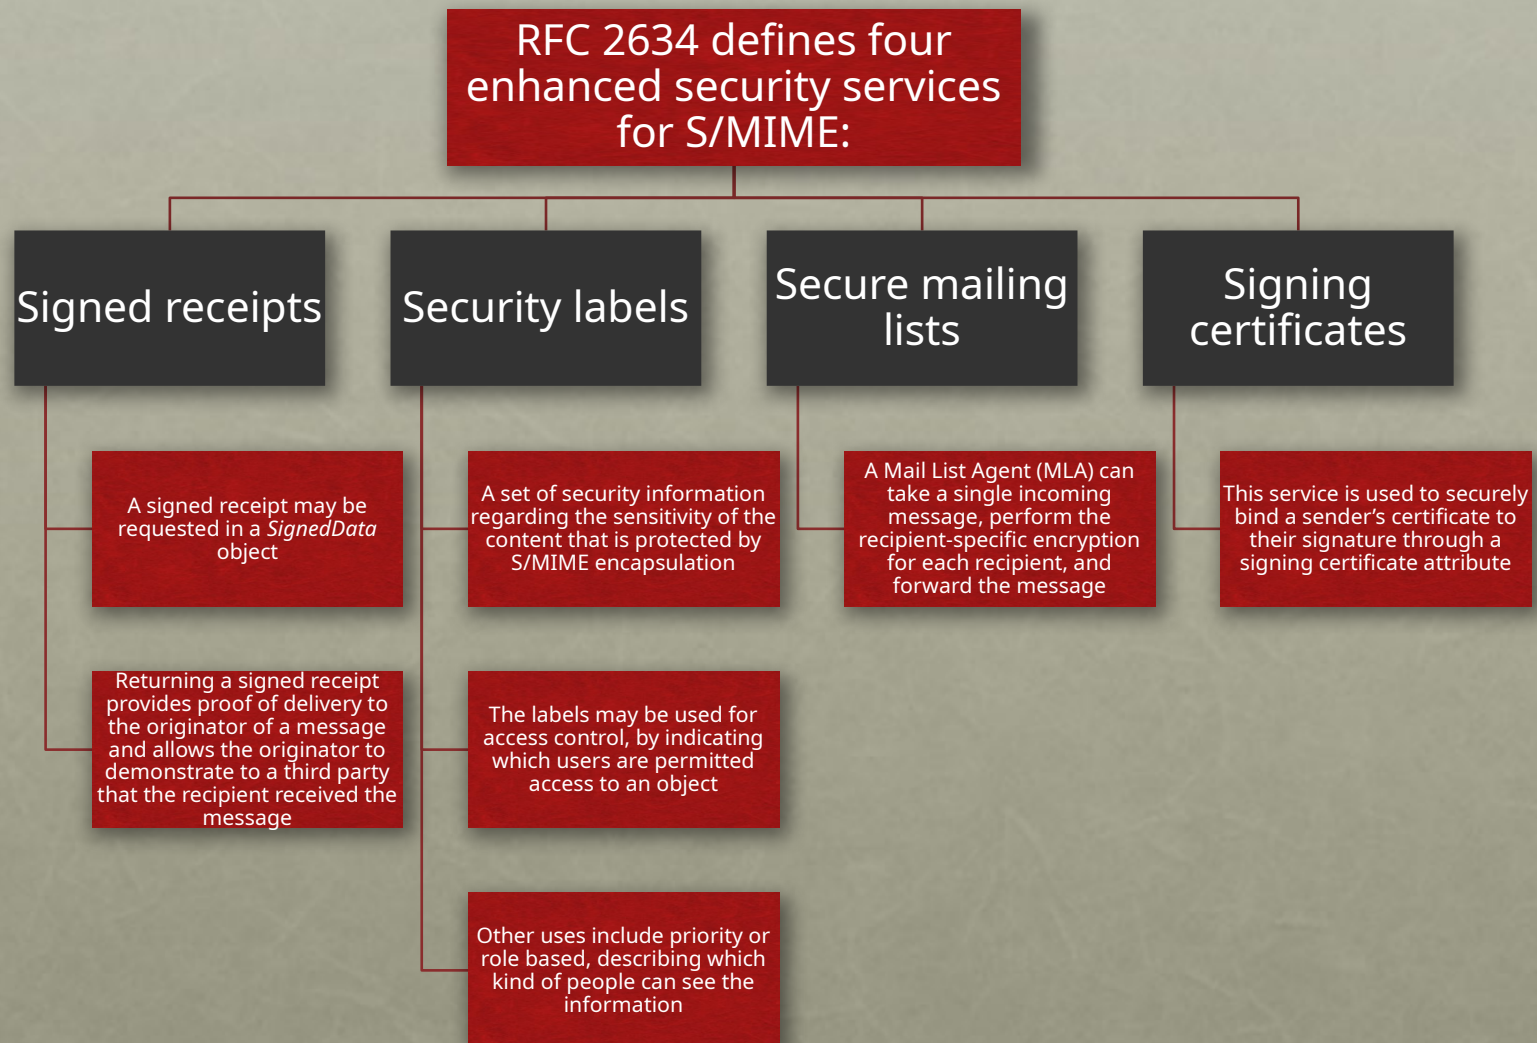 RFC 2634 defines four
enhanced security services
for S/MIME:
Signed receipts
A signed receipt may be
requested in a SignedData
object
Returning a signed receipt
provides proof of delivery to
the originator of a message
and allows the originator to
demonstrate to a third party
that the recipient received the
message
Security labels
A set of security information
regarding the sensitivity of the
content that is protected by
S/MIME encapsulation
The labels may be used for
access control, by indicating
which users are permitted
access to an object
Other uses include priority or
role based, describing which
kind of people can see the
information
Secure mailing
lists
A Mail List Agent (MLA) can
take a single incoming
message, perform the
recipient-specific encryption
for each recipient, and
forward the message
Signing
certificates
This service is used to securely
bind a sender’s certificate to
their signature through a
signing certificate attribute